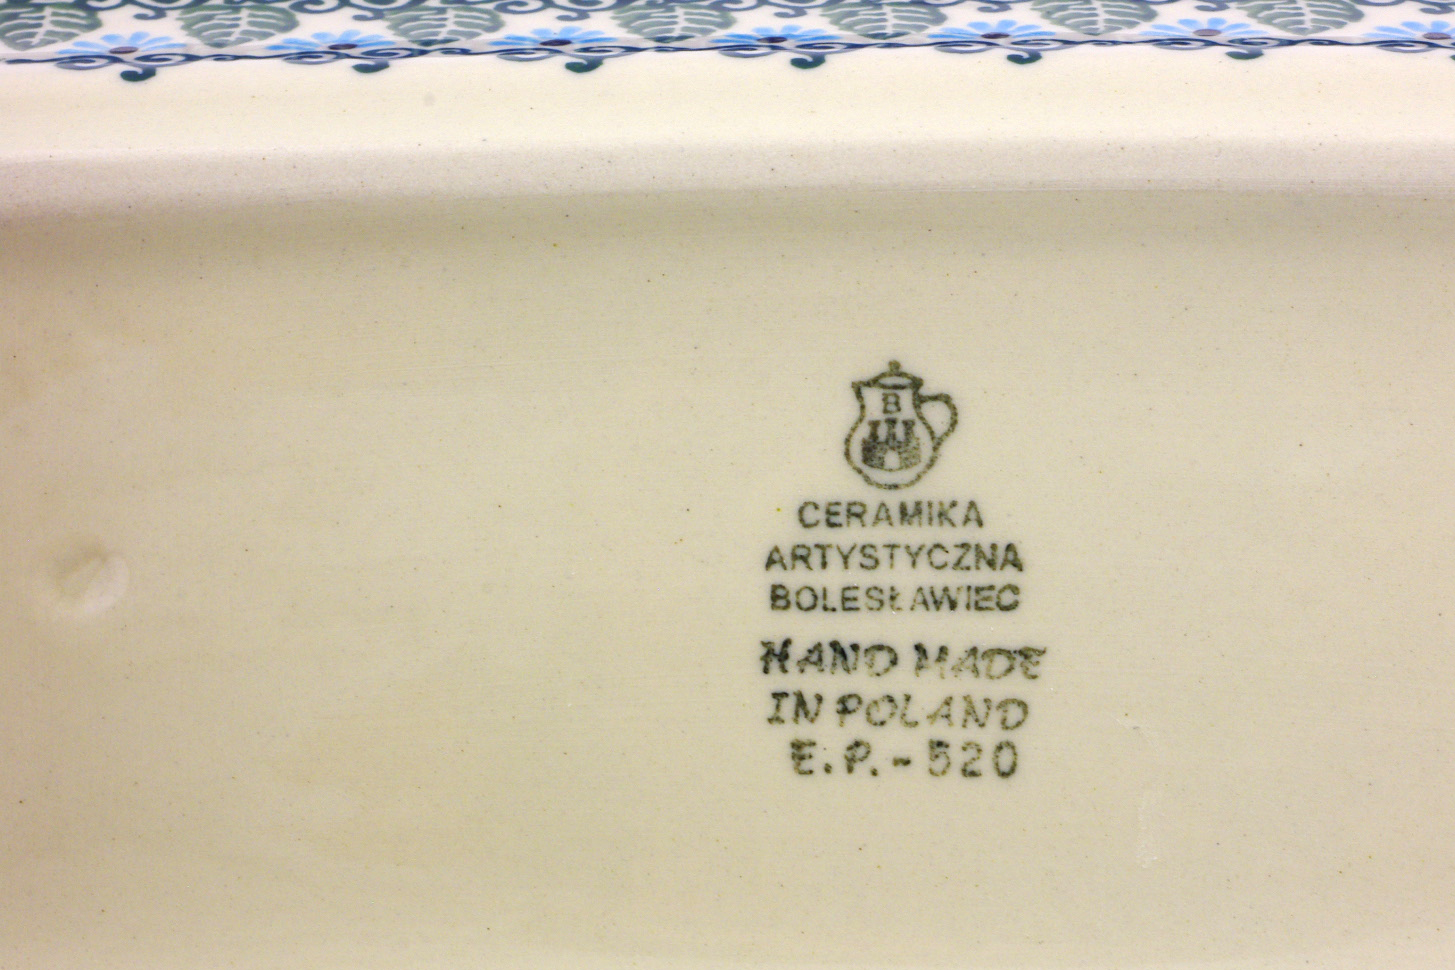 B
CERAMIKA
ARTYSTYCZNA
BOLESŁAWIEC
HAND MADE
IN POLAND
E.P.-520